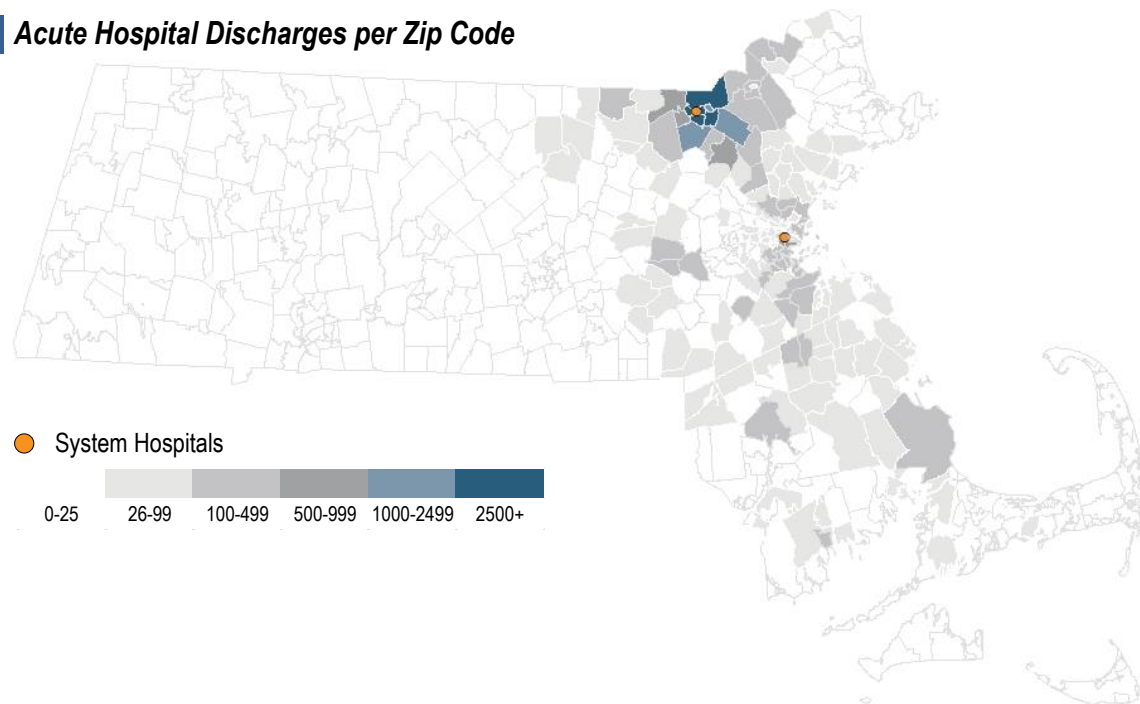 Acute Hospital Discharges per Zip Code
System Hospitals
0-25 26-99 100-499 500-999 1000-2499 2500+